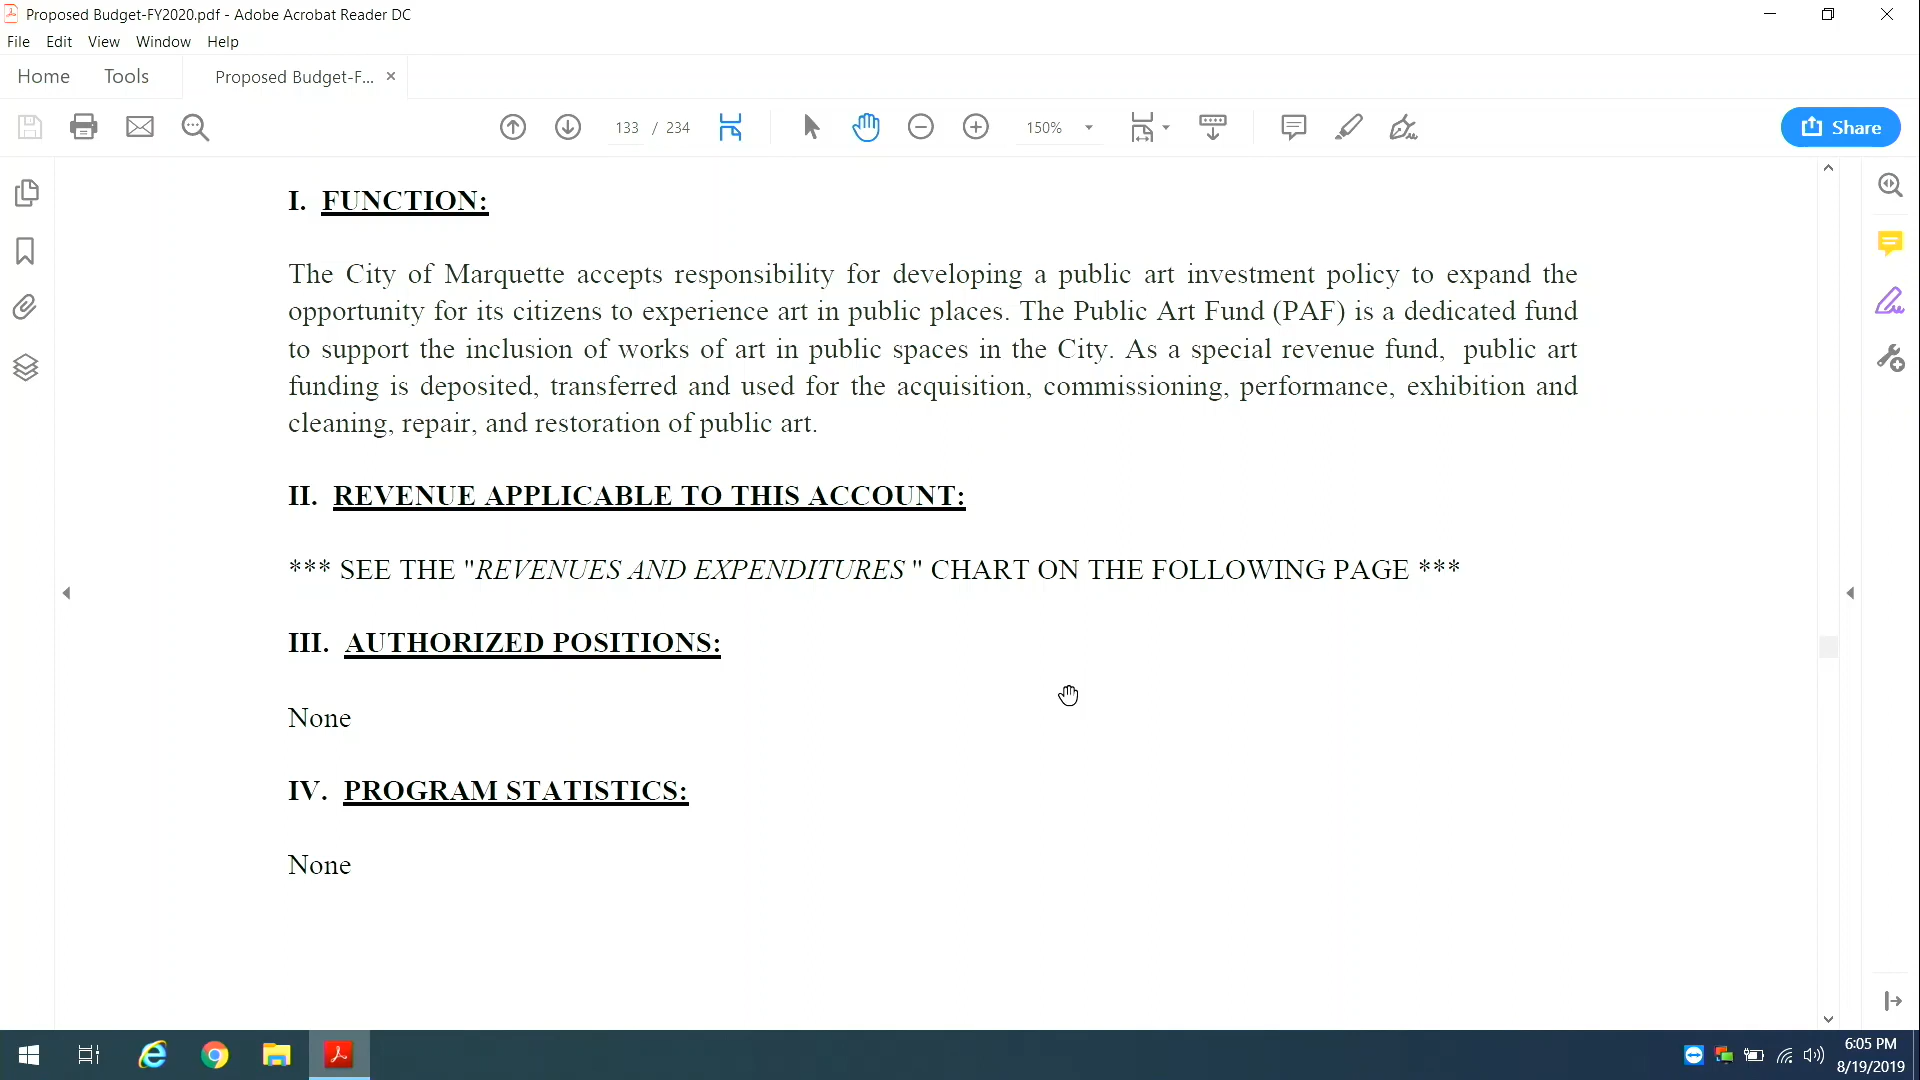 Proposed Budget-FY2020.pdf - Adobe Acrobat Reader DC
File Edit View Window Help
Home Tools Proposed Budget-F... ×
133 / 234 150% Share
I. FUNCTION:
The City of Marquette accepts responsibility for developing a public art investment policy to expand the
opportunity for its citizens to experience art in public places. The Public Art Fund (PAF) is a dedicated fund
to support the inclusion of works of art in public spaces in the City. As a special revenue fund, public art
funding is deposited, transferred and used for the acquisition, commissioning, performance, exhibition and
cleaning, repair, and restoration of public art.
II. REVENUE APPLICABLE TO THIS ACCOUNT:
*** SEE THE "REVENUES AND EXPENDITURES " CHART ON THE FOLLOWING PAGE ***
III. AUTHORIZED POSITIONS:
None
IV. PROGRAM STATISTICS:
None
6:05 PM
8/19/2019